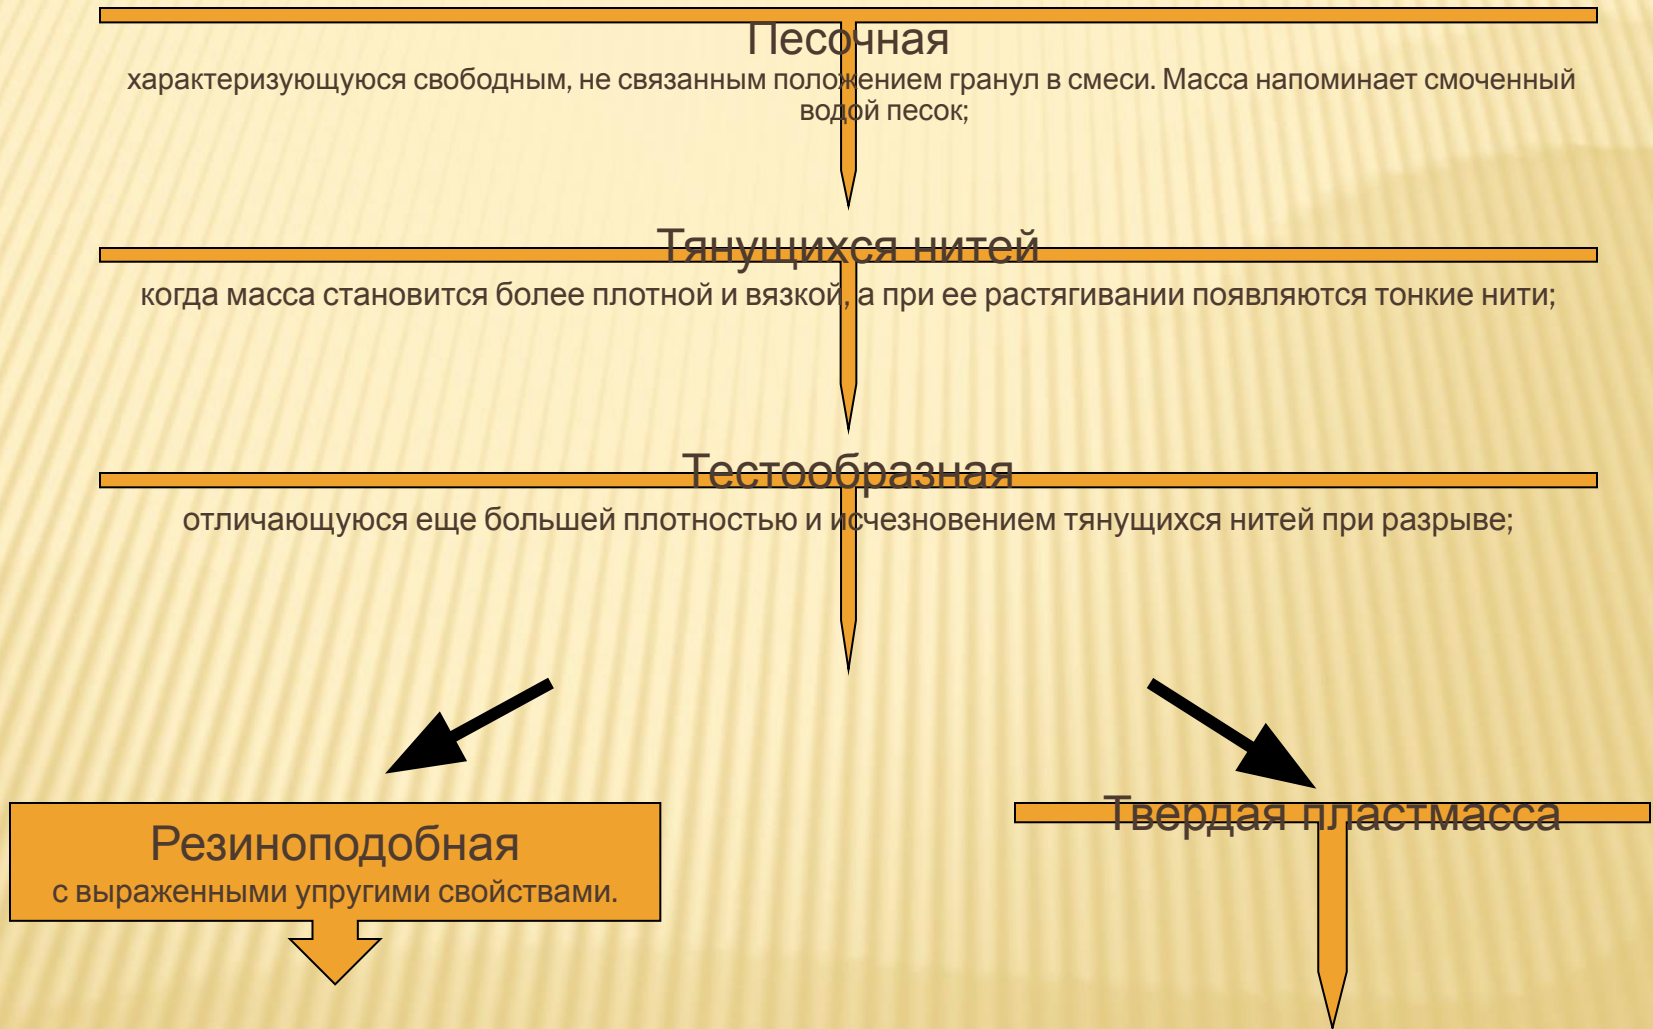 Песочная
характеризующуюся свободным, не связанным положением гранул в смеси. Масса напоминает смоченный
водой песок;
Тянущихся нитей
когда масса становится более плотной и вязкой, а при ее растягивании появляются тонкие нити;
Тестообразная
отличающуюся еще большей плотностью и исчезновением тянущихся нитей при разрыве;
Резиноподобная
с выраженными упругими свойствами.
Твердая пластмасса